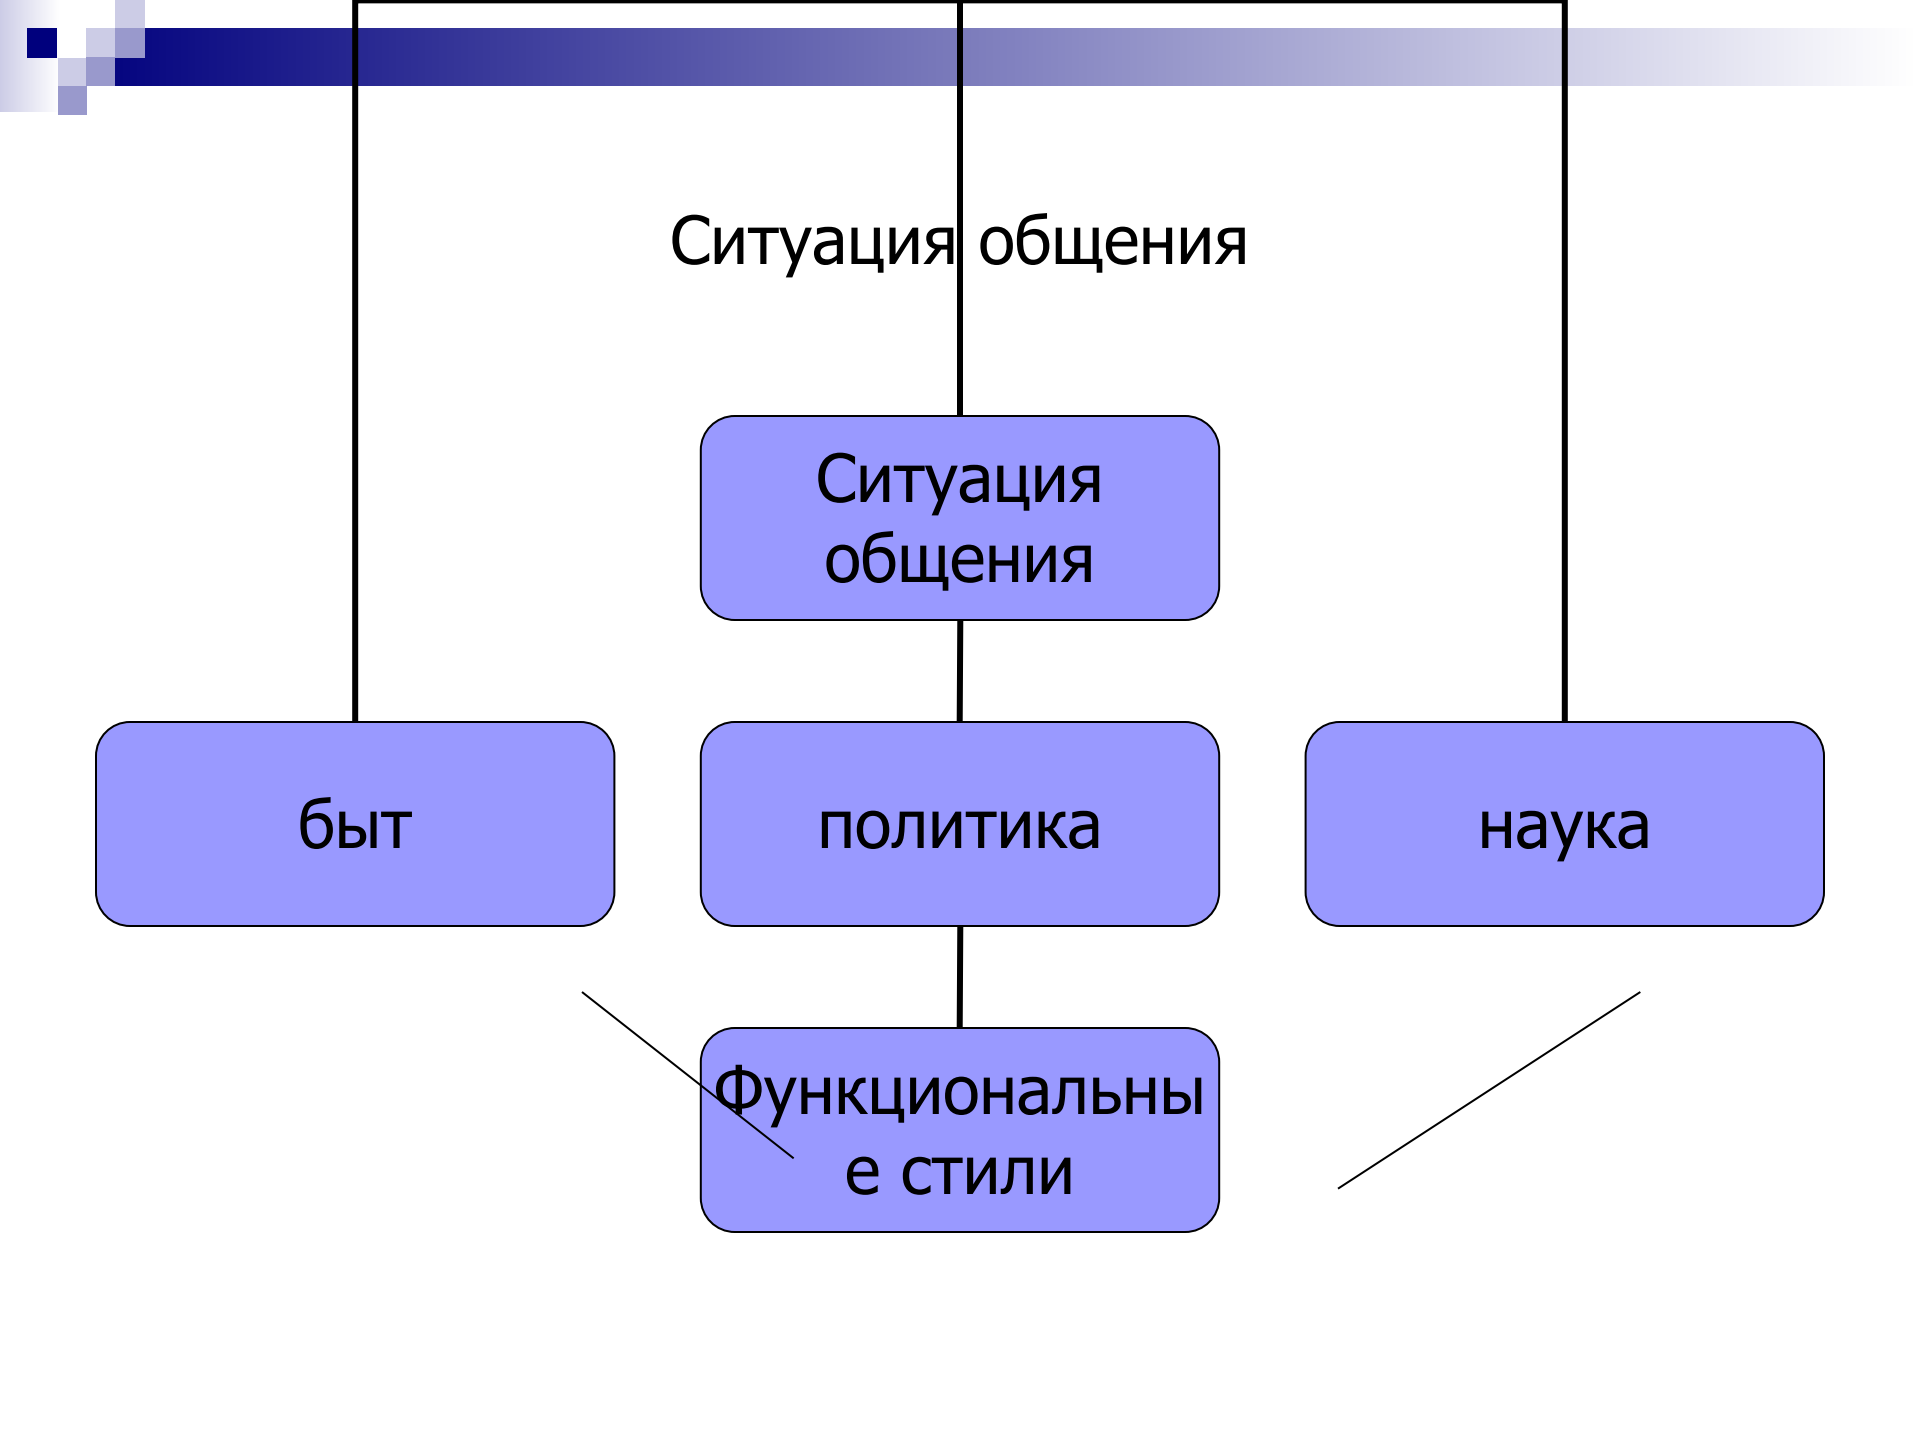 Ситуация общения
Ситуация
общения
быт
политика
наука
Функциональны
е стили